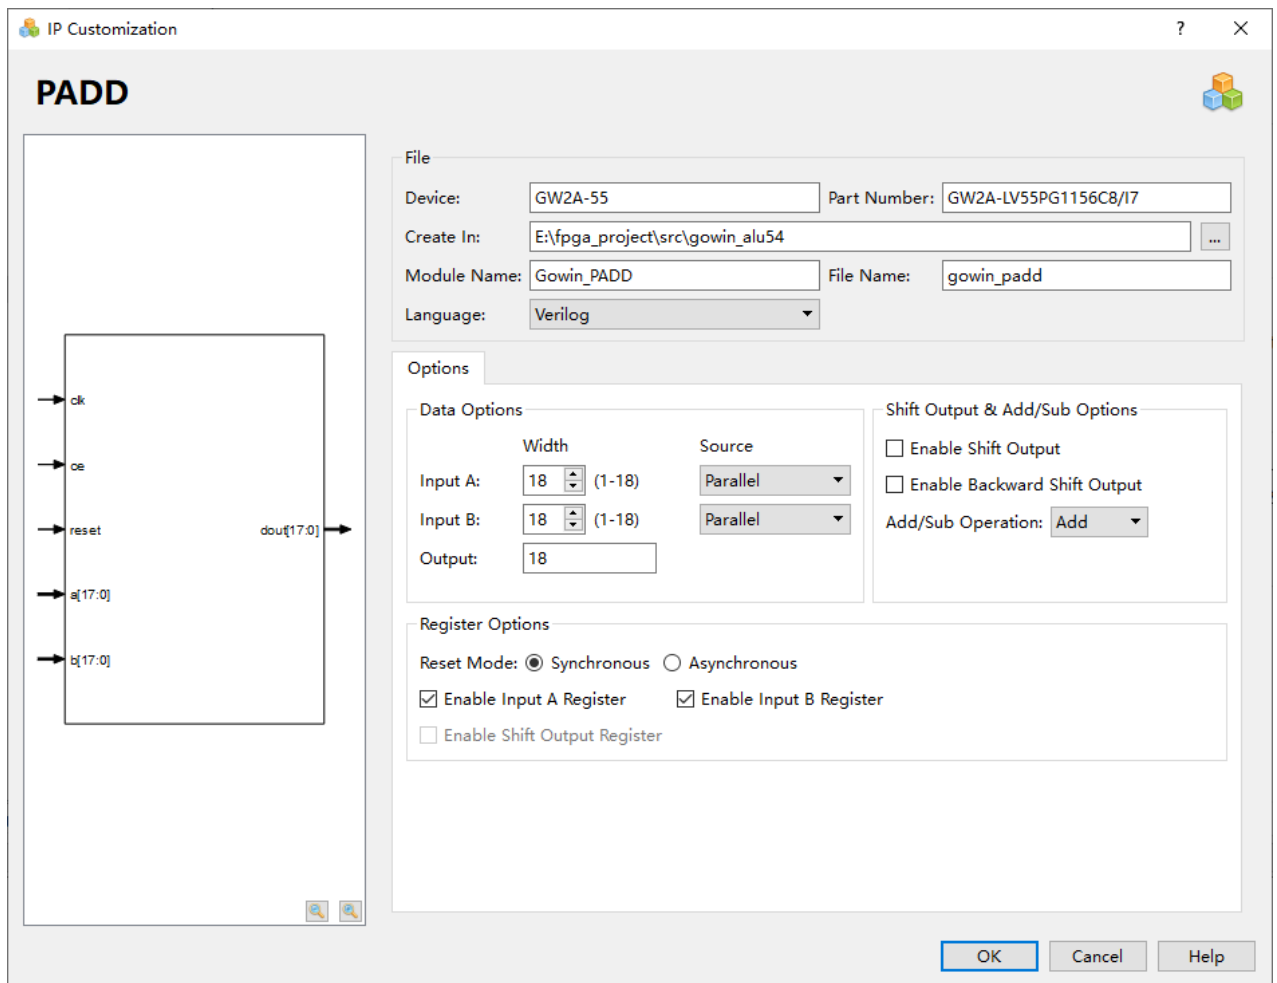 IP Customization
?
PADD
clk
ce
reset
dout[17:0]
a[17:0]
b[17:0]
File
Device: GW2A-55 Part Number: GW2A-LV55PG1156C8/I7
Create In: E:\fpga_project\src\gowin_alu54 ...
Module Name: Gowin_PADD File Name: gowin_padd
Language: Verilog
Options
Data Options
Width Source
Input A: 18 (1-18) Parallel
Input B: 18 (1-18) Parallel
Output: 18
Shift Output & Add/Sub Options
Enable Shift Output
Enable Backward Shift Output
Add/Sub Operation: Add
Register Options
Reset Mode: Synchronous Asynchronous
Enable Input A Register Enable Input B Register
Enable Shift Output Register
OK Cancel Help